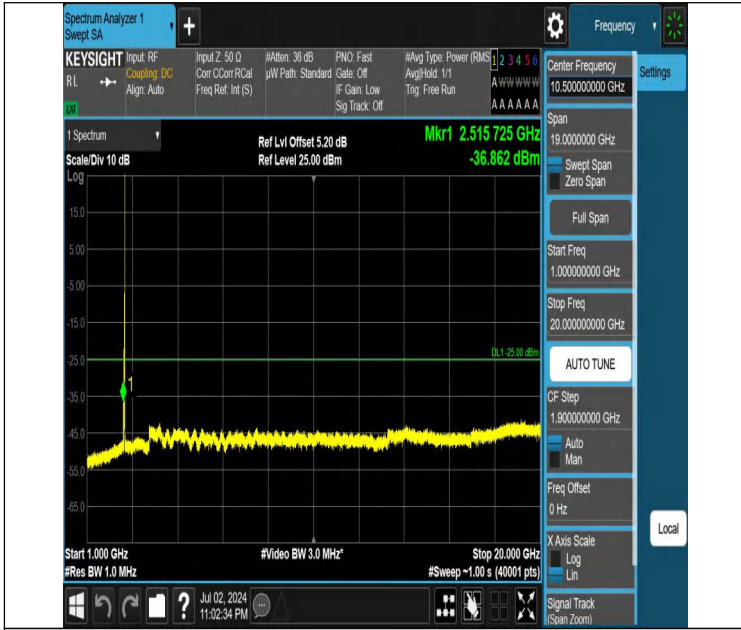 Spectrum Analyzer 1
Swept SA
+
Frequency
KEYSIGHT
RL
Input: RF
Coupling: DC
Align: Auto
Input Z: 50 Ω
Corr CCorr RCal
Freq Ref: Int (S)
#Atten: 36 dB
µW Path: Standard
PNO: Fast
Gate: Off
IF Gain: Low
Sig Track: Off
#Avg Type: Power (RMS
Avg|Hold: 1/1
Trig: Free Run
1 2 3 4 5 6
A W W W W W
A A A A A A
1 Spectrum
Scale/Div 10 dB
Ref Lvl Offset 5.20 dB
Ref Level 25.00 dBm
Mkr1 2.515 725 GHz
-36.862 dBm
Log
15.0
5.00
-5.00
-15.0
-25.0
-35.0
-45.0
-55.0
-65.0
DL1 -25.00 dBm
1
Start 1.000 GHz
#Res BW 1.0 MHz
#Video BW 3.0 MHz*
Stop 20.000 GHz
#Sweep ~1.00 s (40001 pts)
Jul 02, 2024
11:02:34 PM
?
Center Frequency
10.500000000 GHz
Span
19.0000000 GHz
Swept Span
Zero Span
Full Span
Start Freq
1.000000000 GHz
Stop Freq
20.000000000 GHz
AUTO TUNE
CF Step
1.900000000 GHz
Auto
Man
Freq Offset
0 Hz
X Axis Scale
Log
Lin
Signal Track
(Span Zoom)
Settings
Local